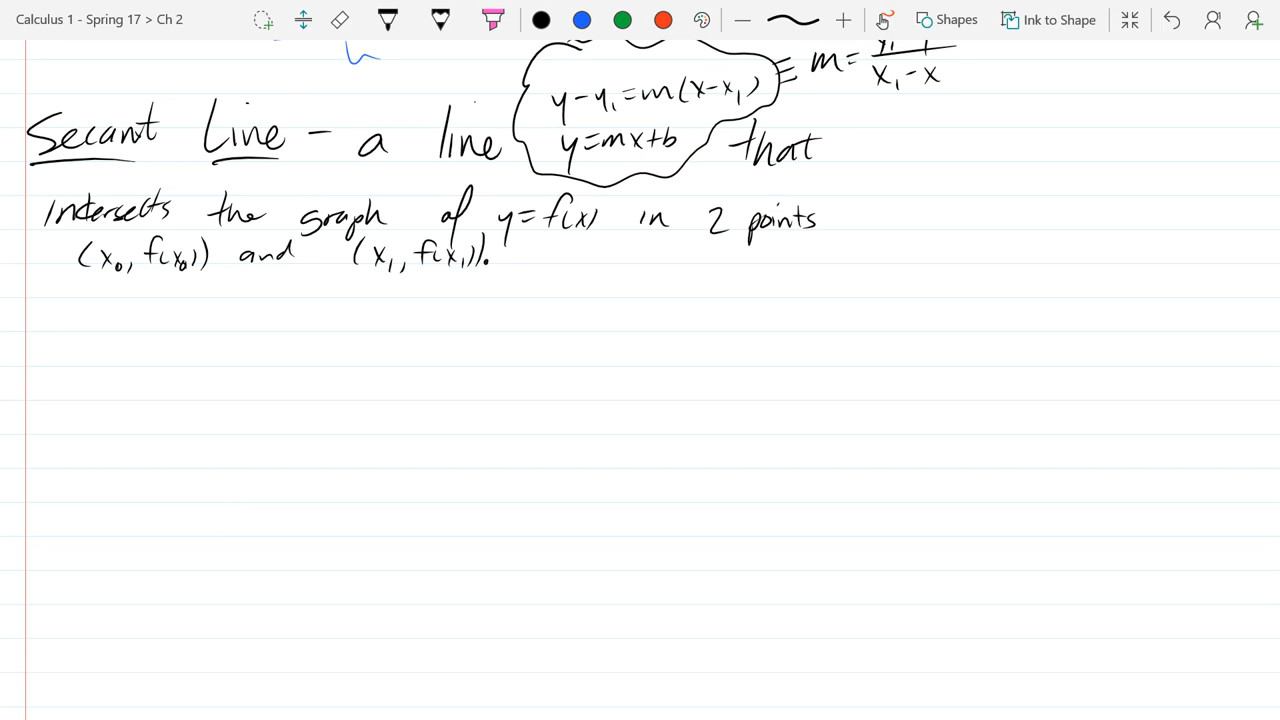 Calculus 1 - Spring 17 > Ch 2
Shapes
Ink to Shape
h
m =
x₁ - x
y - y₁ = m(x - x₁)
y = mx + b
Secant Line - a line that
intersects the graph of y = f(x) in 2 points
(x₀, f(x₀)) and (x₁, f(x₁)).